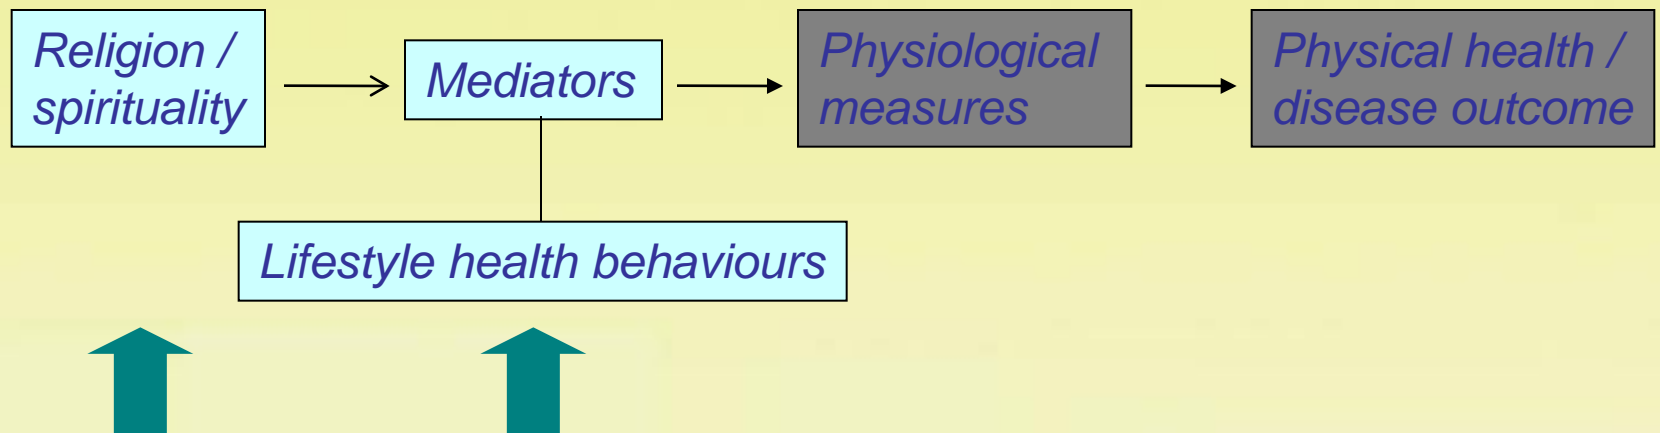 Religion /
spirituality
Mediators
Physiological
measures
Physical health /
disease outcome
Lifestyle health behaviours